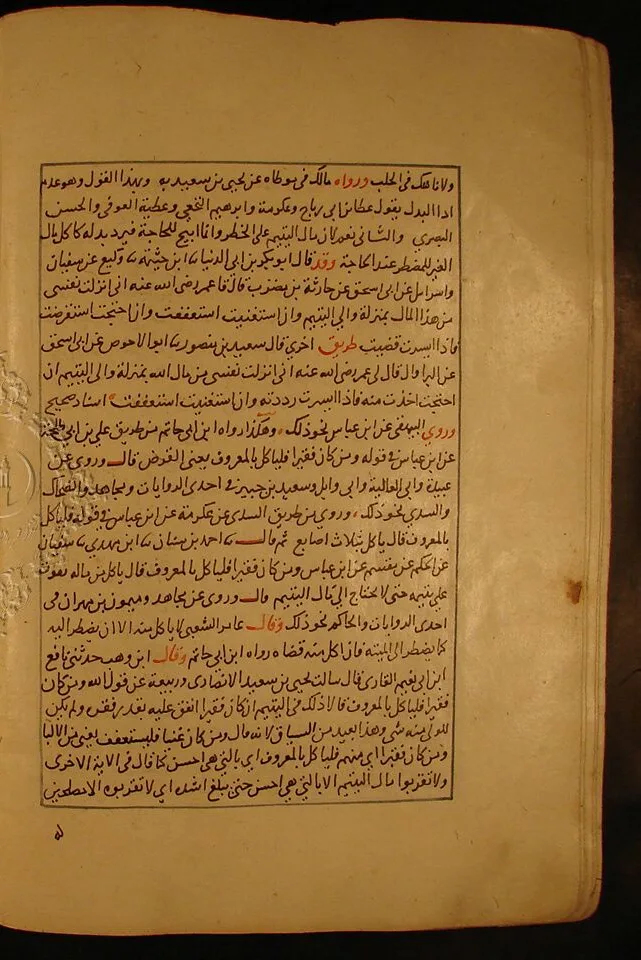 ولا ناهك في الحلب ورواه مالك في موطاه عن يحيى بن سعيد به وبهذا القول وهو عدم
اداا البدل يقول عطا بن ابي رباح وعكرمة وابرهيم النخعي وعطية العوفي والحسن
البصري والثانى نعم لان مال اليتيم على الحظر وانما ابيح للحاجة فيرد بدله كاكل مال
الغير للمضطر عند الحاجة وقد قال ابو بكر بن ابي الدنيا ثنا ابن خيثمة ثنا وكيع عن سفيان
واسرايل عن ابي اسحق عن حارثة بن مضرب قال قال عمر رضي الله عنه اني انزلت نفسي
من هذا المال بمنزلة والي اليتيم وان استغنيت استعففت وان احتجت استقرضت
فاذا ايسرت قضيت طريق اخرى قال سعيد بن منصور ثنا ابو الاحوص عن ابي اسحق
عن البرا قال قال لي عمر رضي الله عنه اني انزلت نفسي من مال الله بمنزلة والي اليتيم ان
احتجت اخذت منه فاذا ايسرت رددته وان استغنيت استعففت اسناد صحيح
وروي البيهقي عن ابن عباس نحو ذلك وهكذا رواه ابن ابي حاتم من طريق علي بن ابي طلحة
عن ابن عباس في قوله ومن كان فقيرا فلياكل بالمعروف يعني القرض قال وروي عن
عبيدة وابي العالية وابي وايل وسعيد بن جبير في احدى الروايات ومجاهد والضحاك
والسدي نحو ذلك وروي من طريق السدي عن عكرمة عن ابن عباس في قوله فلياكل
بالمعروف قال ياكل بثلاث اصابع ثم قال ثنا احمد بن سنان ثنا ابن مهدي ثنا سفيان
عن الحكم عن مقسم عن ابن عباس ومن كان فقيرا فلياكل بالمعروف قال ياكل من ماله يقوت
على يتيمه حتى لا يحتاج الى مال اليتيم قال وروي عن مجاهد وميمون بن مهران في
احدى الروايات والحاكم نحو ذلك وقال عامر الشعبي لا ياكل منه الا ان يضطر اليه
كما يضطر الى الميتة فان اكل منه قضاه رواه ابن ابي حاتم وقال ابن وهب حدثني نافع
ابن ابي نعيم القاري قال سالت يحيى بن سعيد الانصاري وربيعة عن قول الله ومن كان
فقيرا فلياكل بالمعروف قالا ذلك في اليتيم ان كان فقيرا انفق عليه بقدر فقره ولم يكن
للولي منه شي وهذا بعيد من السياق لانه قال ومن كان غنيا فليستعفف يعني من الاليا
ومن كان فقيرا اي منهم فلياكل بالمعروف اي بالتي هي احسن كما قال في الاية الاخرى
ولا تقربوا مال اليتيم الا بالتي هي احسن حتى يبلغ اشده اي لا تقربوه الا مصلحين